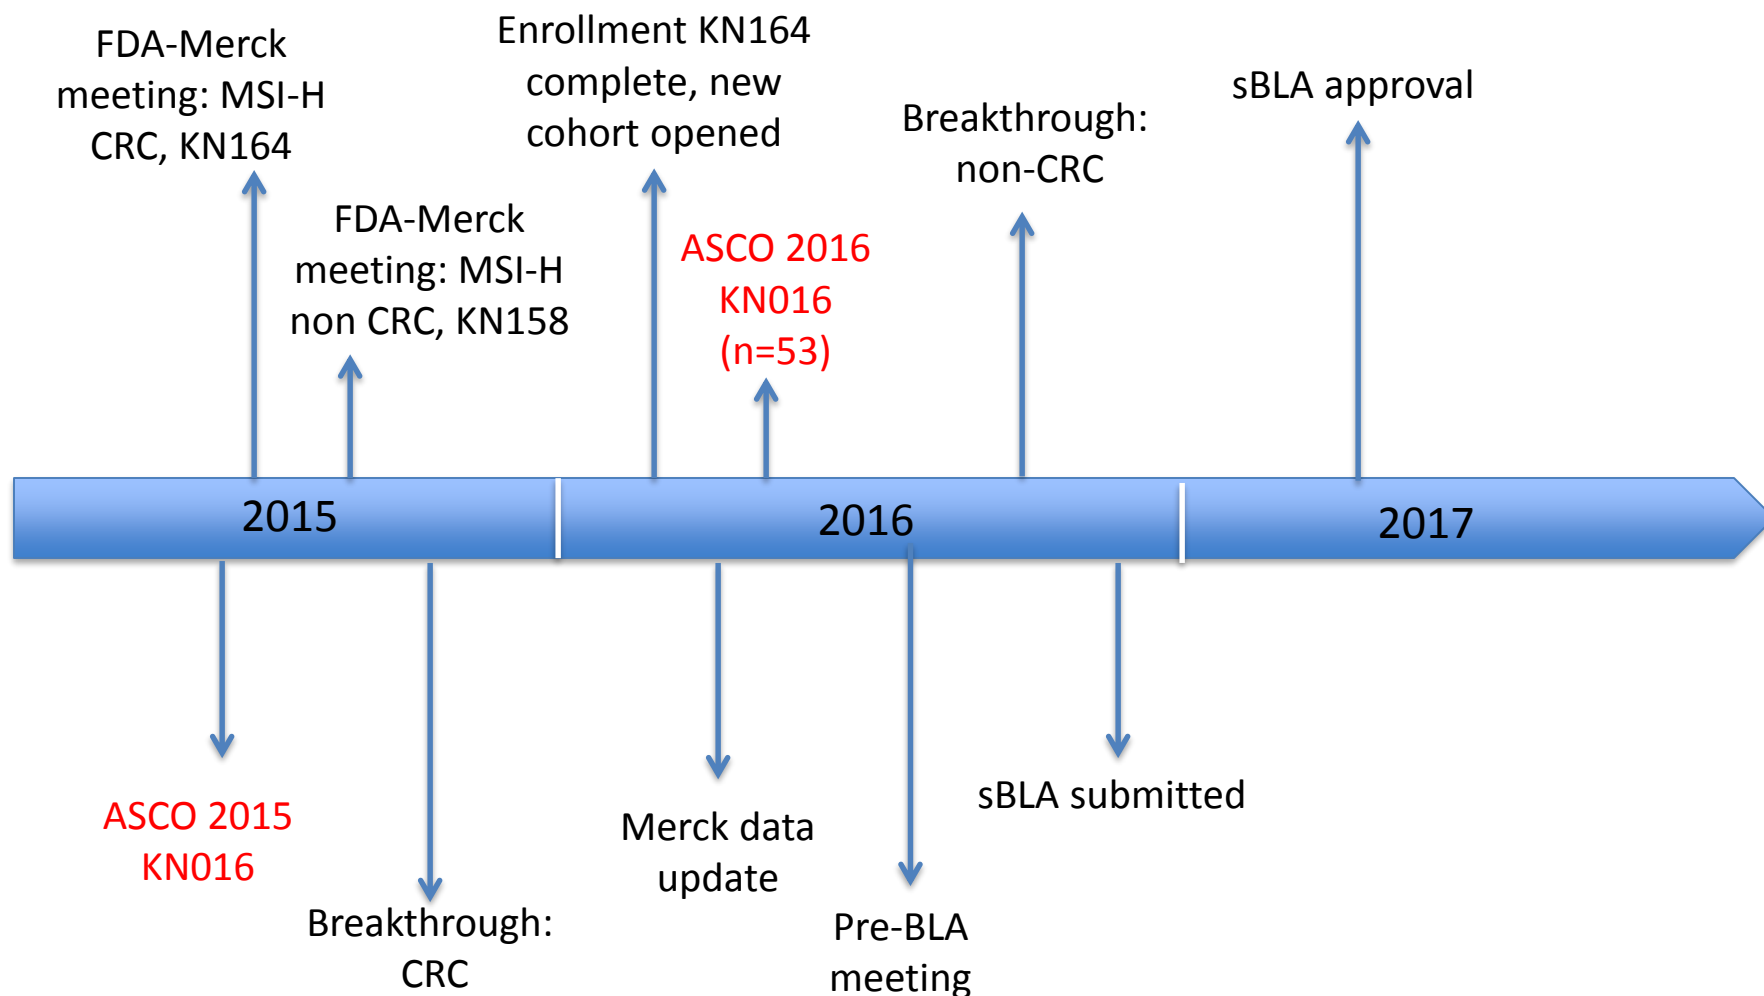 FDA-Merck
meeting: MSI-H
CRC, KN164
FDA-Merck
meeting: MSI-H
non CRC, KN158
Enrollment KN164
complete, new
cohort opened
ASCO 2016
KN016
(n=53)
Breakthrough:
non-CRC
sBLA approval
2015
2016
2017
ASCO 2015
KN016
Breakthrough:
CRC
Merck data
update
Pre-BLA
meeting
sBLA submitted